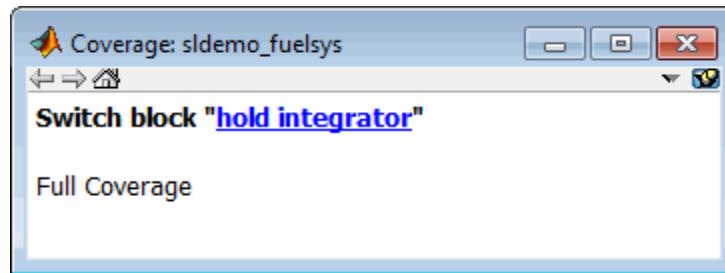 Coverage: sldemo_fuelsys
Switch block "hold integrator"
Full Coverage